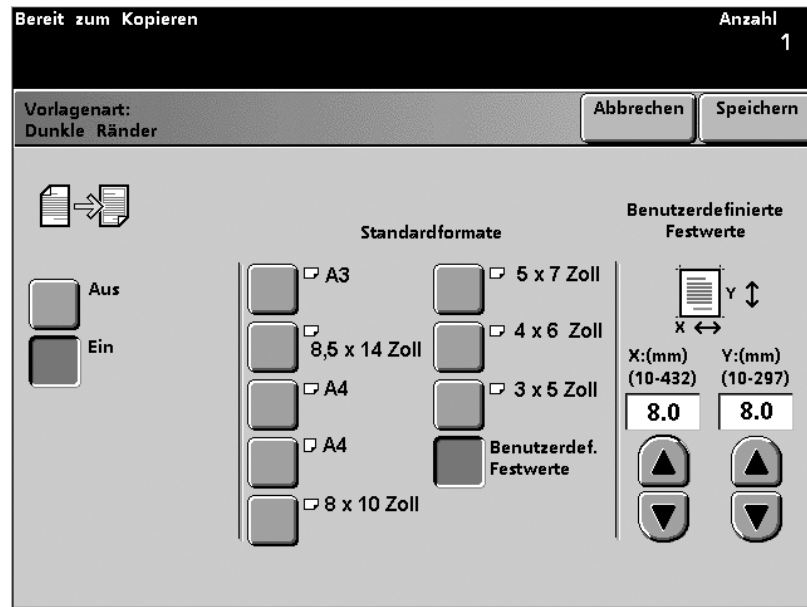 Bereit zum Kopieren
Anzahl
1
Vorlagenart:
Dunkle Ränder
Abbrechen
Speichern
Aus
Ein
Standardformate
A3
8,5 x 14 Zoll
A4
A4
8 x 10 Zoll
5 x 7 Zoll
4 x 6 Zoll
3 x 5 Zoll
Benutzerdef.
Festwerte
Benutzerdefinierte
Festwerte
Y
X
X:(mm)
(10-432)
8.0
Y:(mm)
(10-297)
8.0